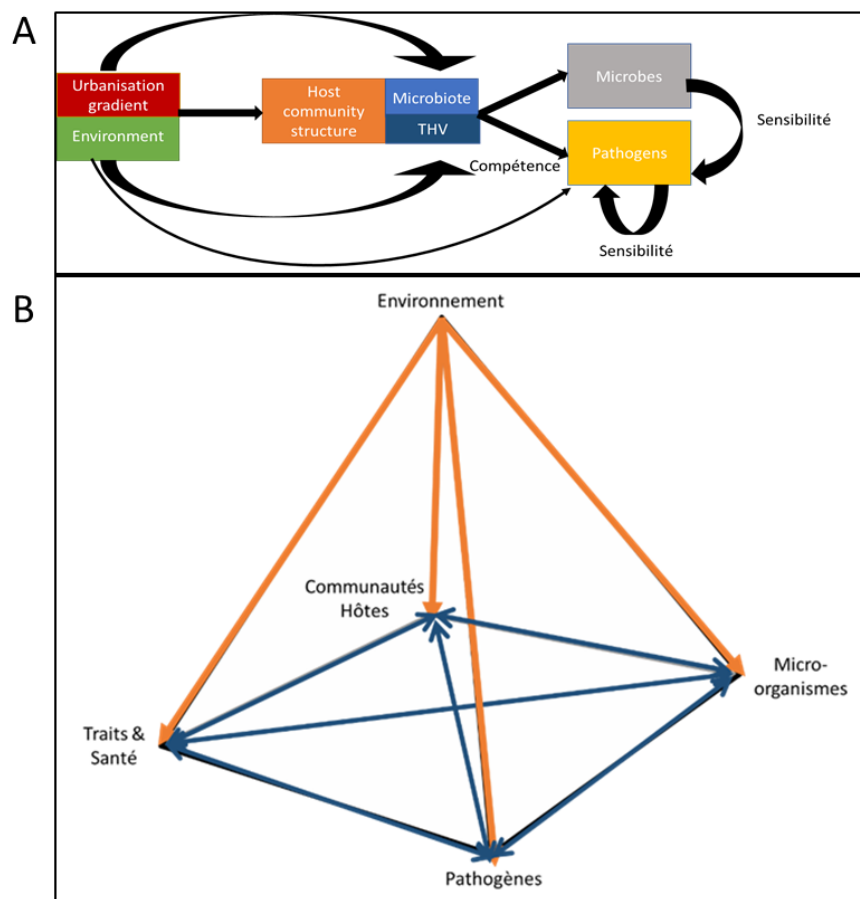 A
Urbanisation
gradient
Environment
Host
community
structure
Microbiote
THV
Compétence
Microbes
Pathogens
Sensibilité
Sensibilité
B
Environnement
Communautés
Hôtes
Micro-
organismes
Traits &
Santé
Pathogènes